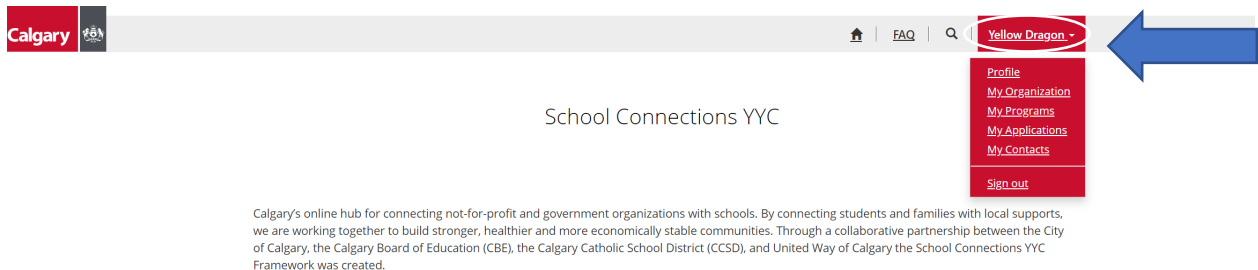 Calgary
FAQ
Yellow Dragon
Profile
My Organization
My Programs
My Applications
My Contacts
Sign out
School Connections YYC
Calgary’s online hub for connecting not-for-profit and government organizations with schools. By connecting students and families with local supports,
we are working together to build stronger, healthier and more economically stable communities. Through a collaborative partnership between the City
of Calgary, the Calgary Board of Education (CBE), the Calgary Catholic School District (CCSD), and United Way of Calgary the School Connections YYC
Framework was created.